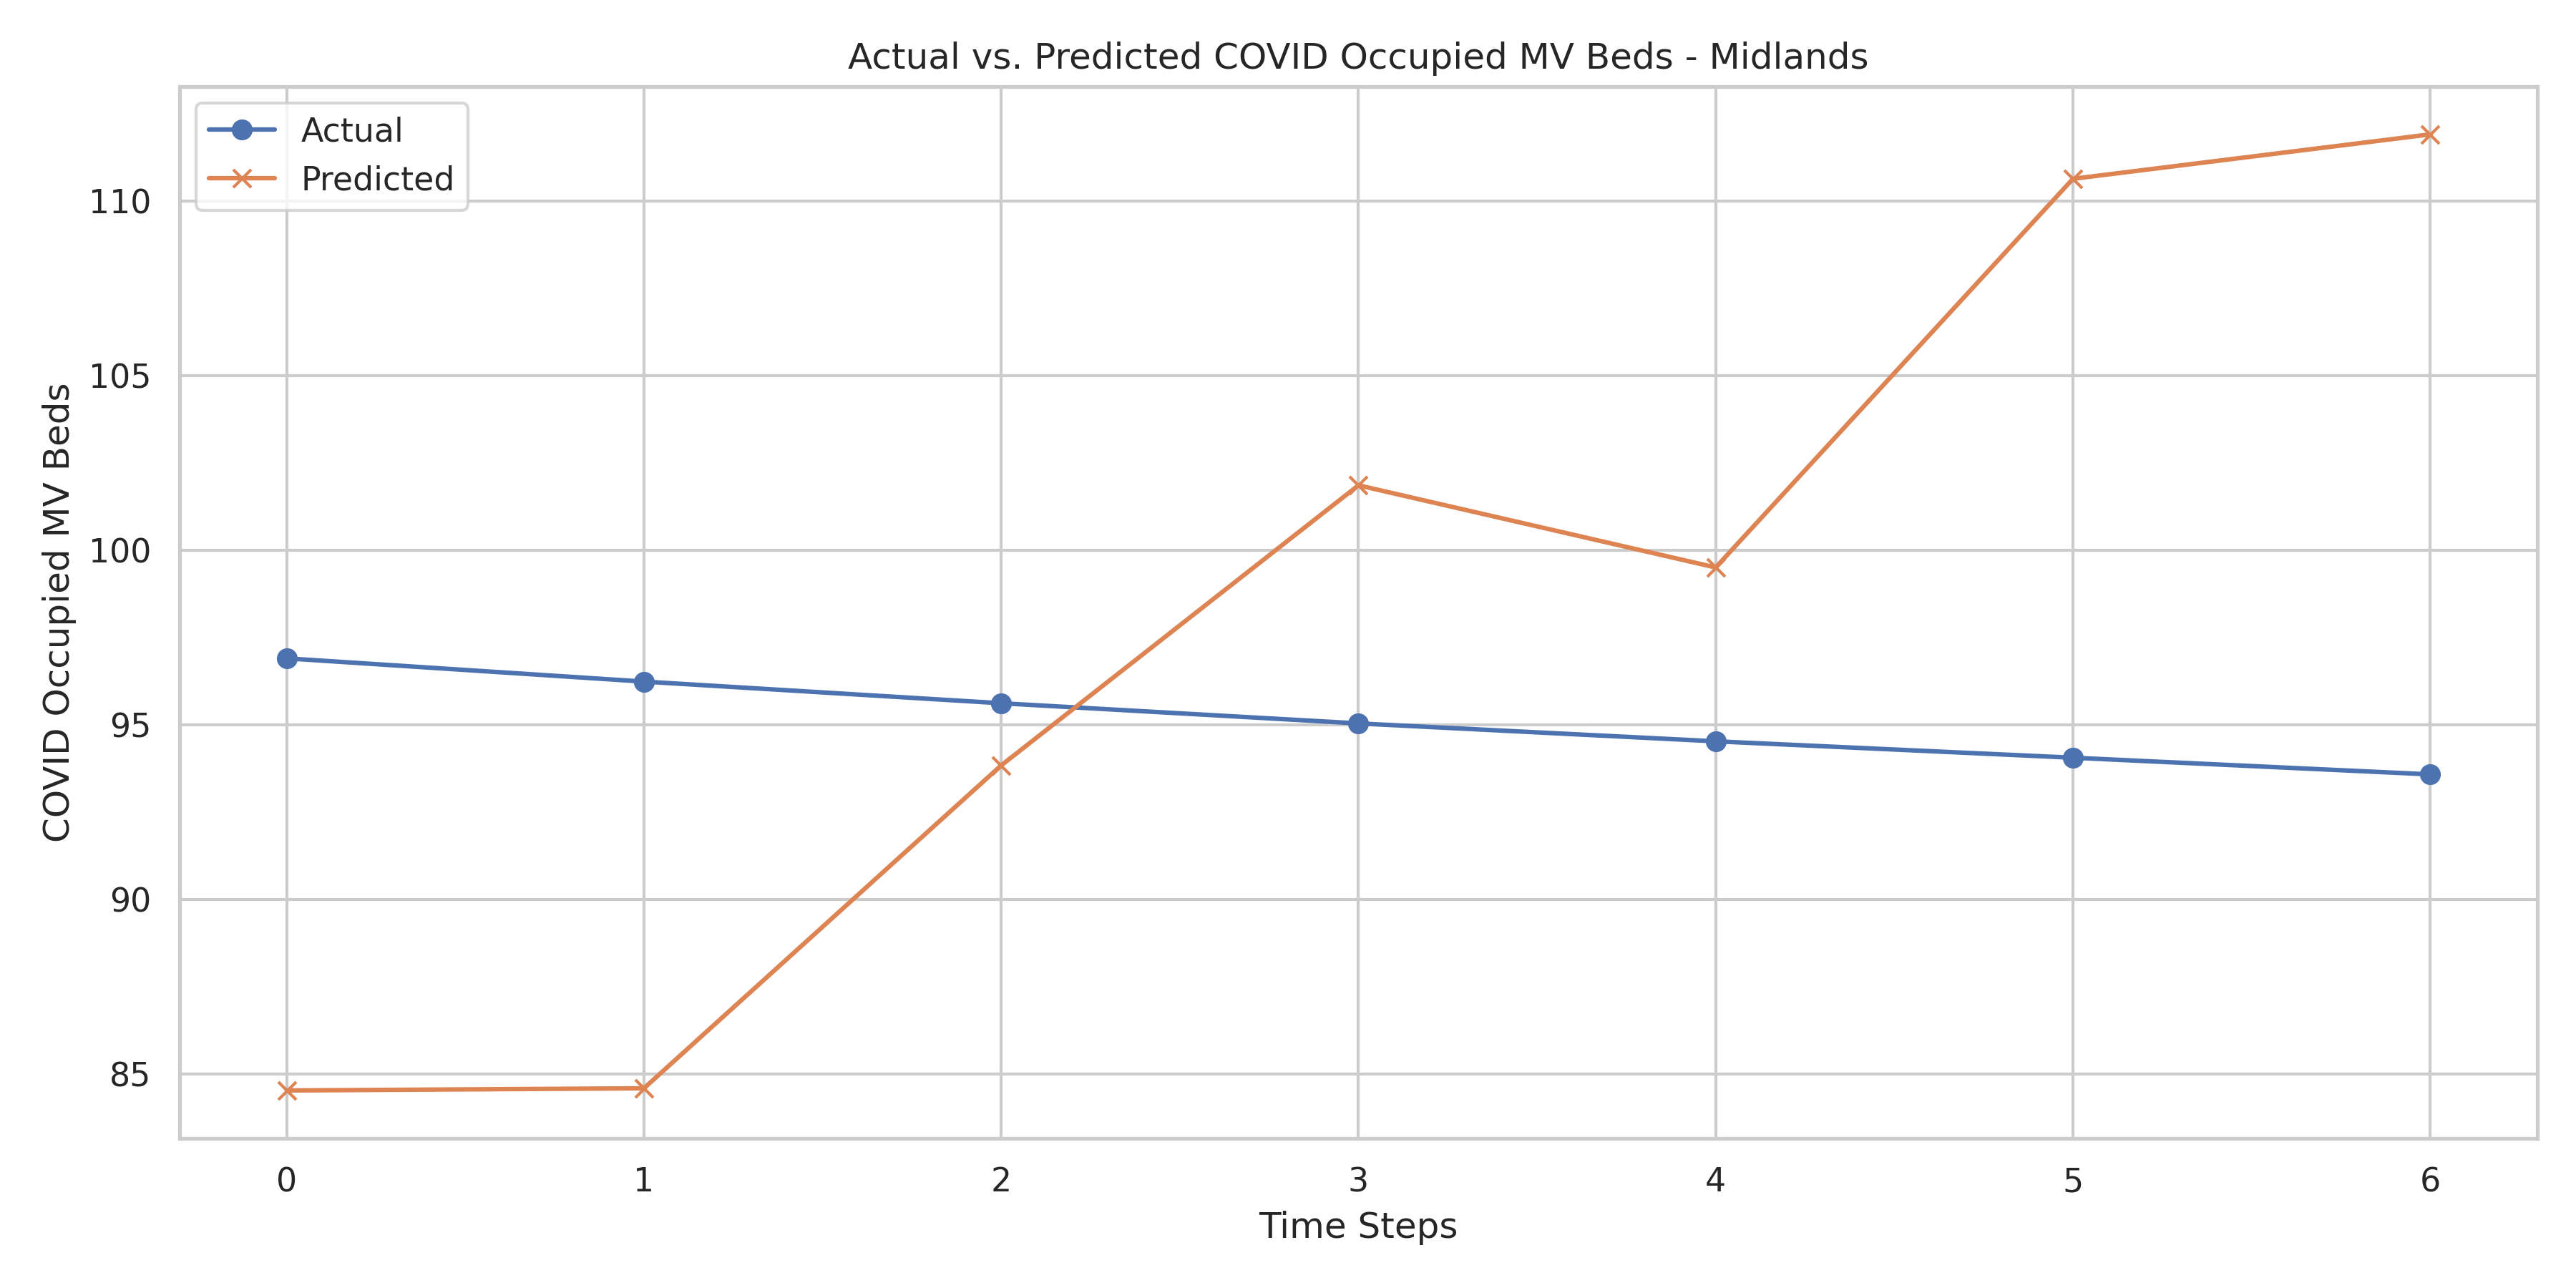 Actual vs. Predicted COVID Occupied MV Beds - Midlands
Actual
Predicted
COVID Occupied MV Beds
110
105
100
95
90
85
0 1 2 3 4 5 6
Time Steps